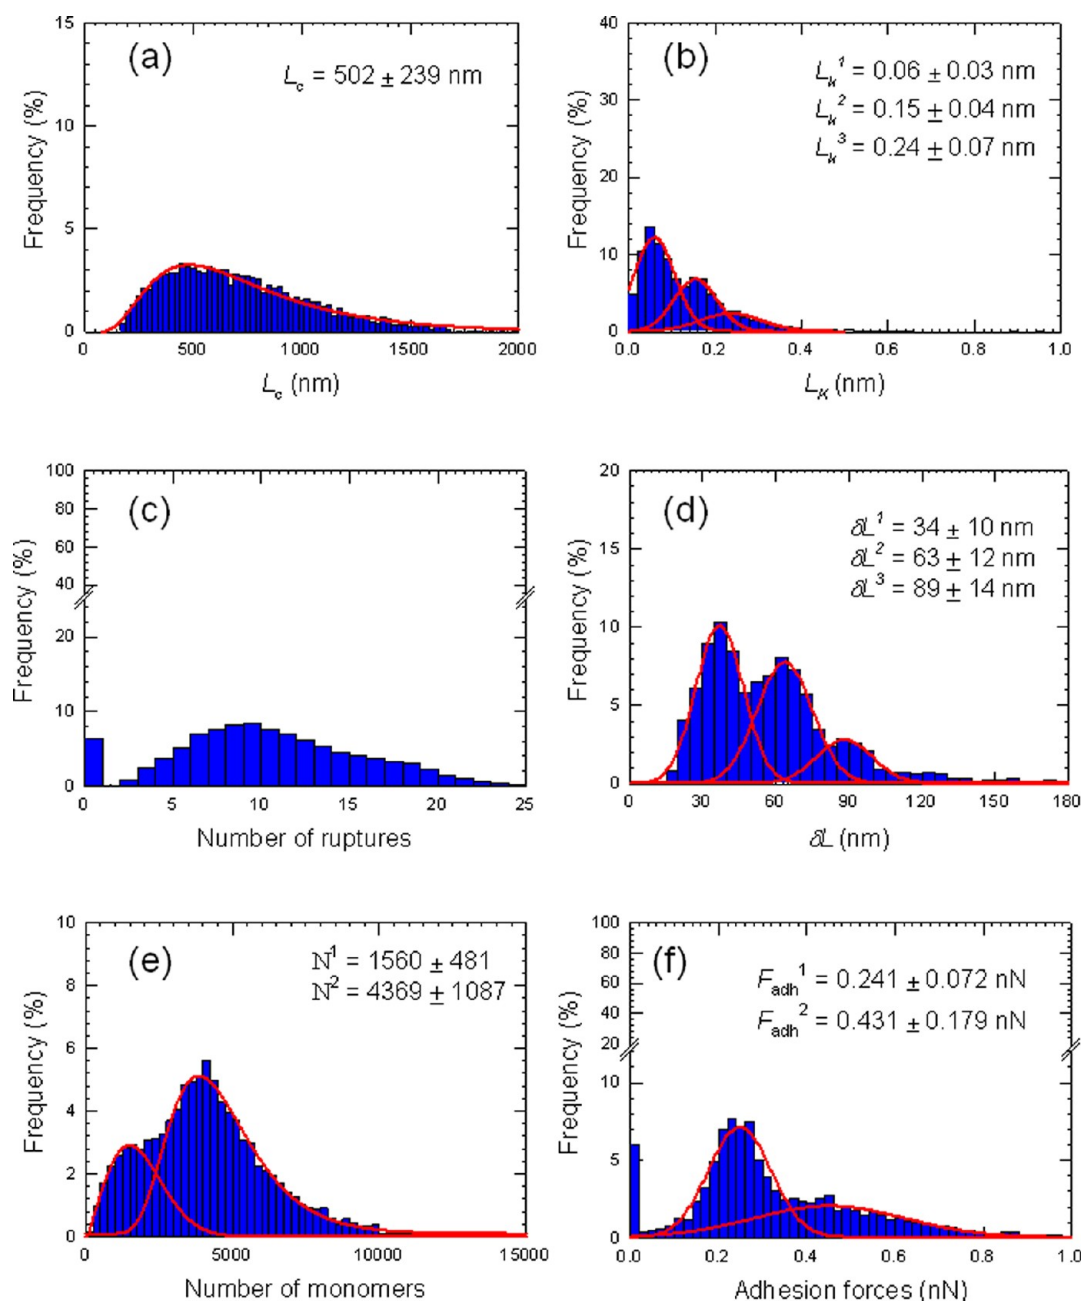 (a)
L_c = 502 ± 239 nm
Frequency (%)
15
10
5
0
0 500 1000 1500 2000
L_c (nm)
(b)
L_k^1 = 0.06 ± 0.03 nm
L_k^2 = 0.15 ± 0.04 nm
L_k^3 = 0.24 ± 0.07 nm
Frequency (%)
40
30
20
10
0
0.0 0.2 0.4 0.6 0.8 1.0
L_K (nm)
(c)
Frequency (%)
100
80
60
40
20
10
0
0 5 10 15 20 25
Number of ruptures
(d)
δL^1 = 34 ± 10 nm
δL^2 = 63 ± 12 nm
δL^3 = 89 ± 14 nm
Frequency (%)
20
15
10
5
0
0 30 60 90 120 150 180
δL (nm)
(e)
N^1 = 1560 ± 481
N^2 = 4369 ± 1087
Frequency (%)
10
8
6
4
2
0
0 5000 10000 15000
Number of monomers
(f)
F_adh^1 = 0.241 ± 0.072 nN
F_adh^2 = 0.431 ± 0.179 nN
Frequency (%)
100
80
60
40
20
10
5
0
0.0 0.2 0.4 0.6 0.8 1.0
Adhesion forces (nN)